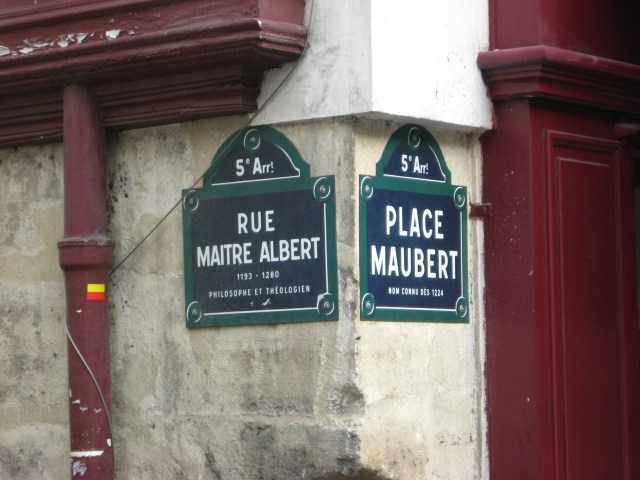 5e Arrt
RUE
MAITRE ALBERT
1193 - 1280
PHILOSOPHE ET THÉOLOGIEN
5e Arrt
PLACE
MAUBERT
NOM CONNU DÈS 1224